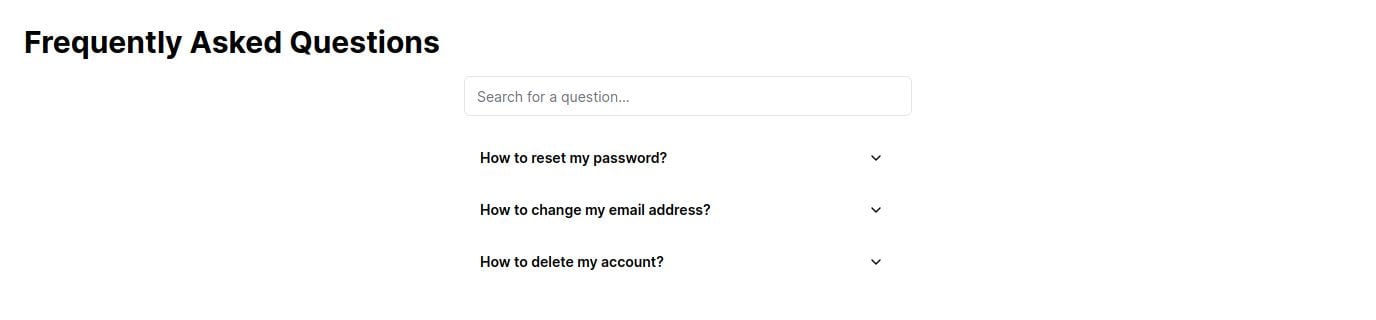 Frequently Asked Questions
Search for a question...
How to reset my password?
How to change my email address?
How to delete my account?